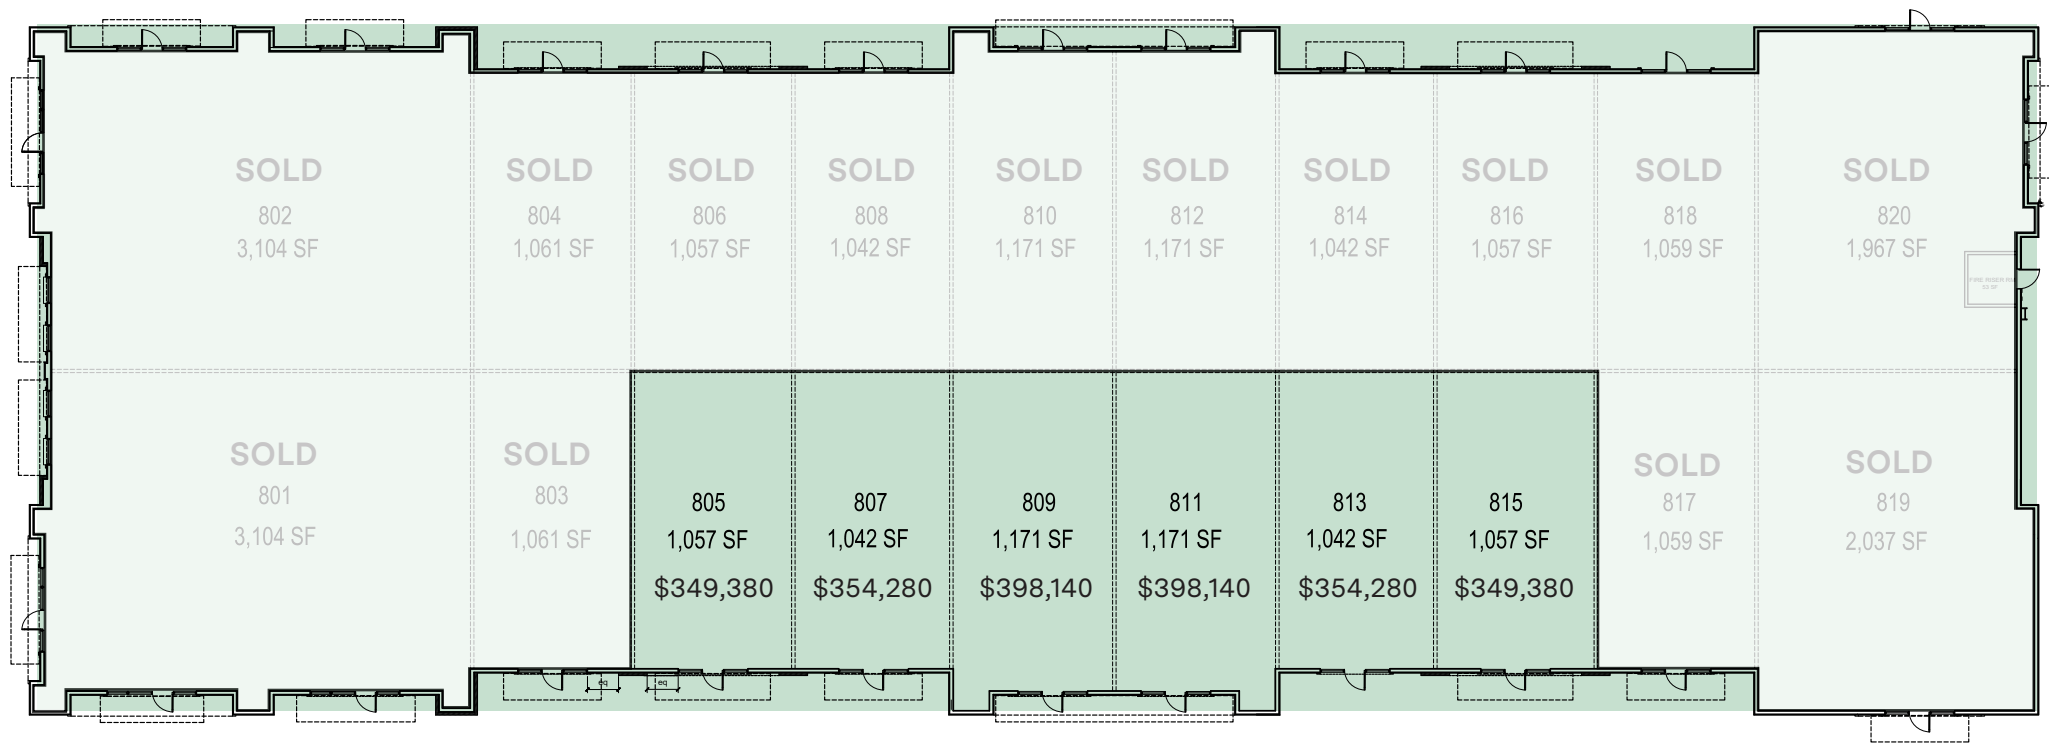 SOLD
802
3,104 SF
SOLD
804
1,061 SF
SOLD
806
1,057 SF
SOLD
808
1,042 SF
SOLD
810
1,171 SF
SOLD
812
1,171 SF
SOLD
814
1,042 SF
SOLD
816
1,057 SF
SOLD
818
1,059 SF
SOLD
820
1,967 SF
FIRE RISER RM
53 SF
SOLD
801
3,104 SF
SOLD
803
1,061 SF
805
1,057 SF
$349,380
807
1,042 SF
$354,280
809
1,171 SF
$398,140
811
1,171 SF
$398,140
813
1,042 SF
$354,280
815
1,057 SF
$349,380
SOLD
817
1,059 SF
SOLD
819
2,037 SF
eq
eq